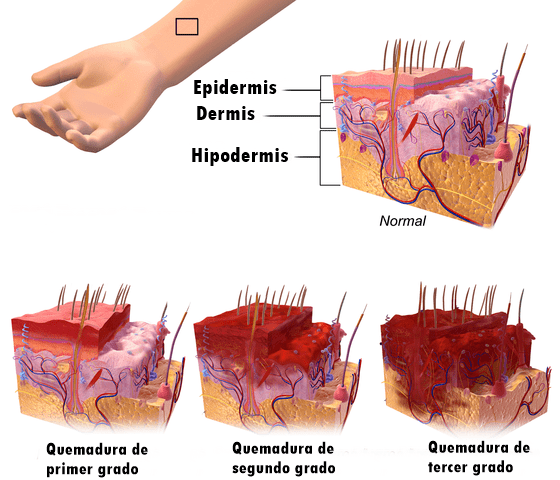 Epidermis
Dermis
Hipodermis
Normal
Quemadura de
primer grado
Quemadura de
segundo grado
Quemadura de
tercer grado